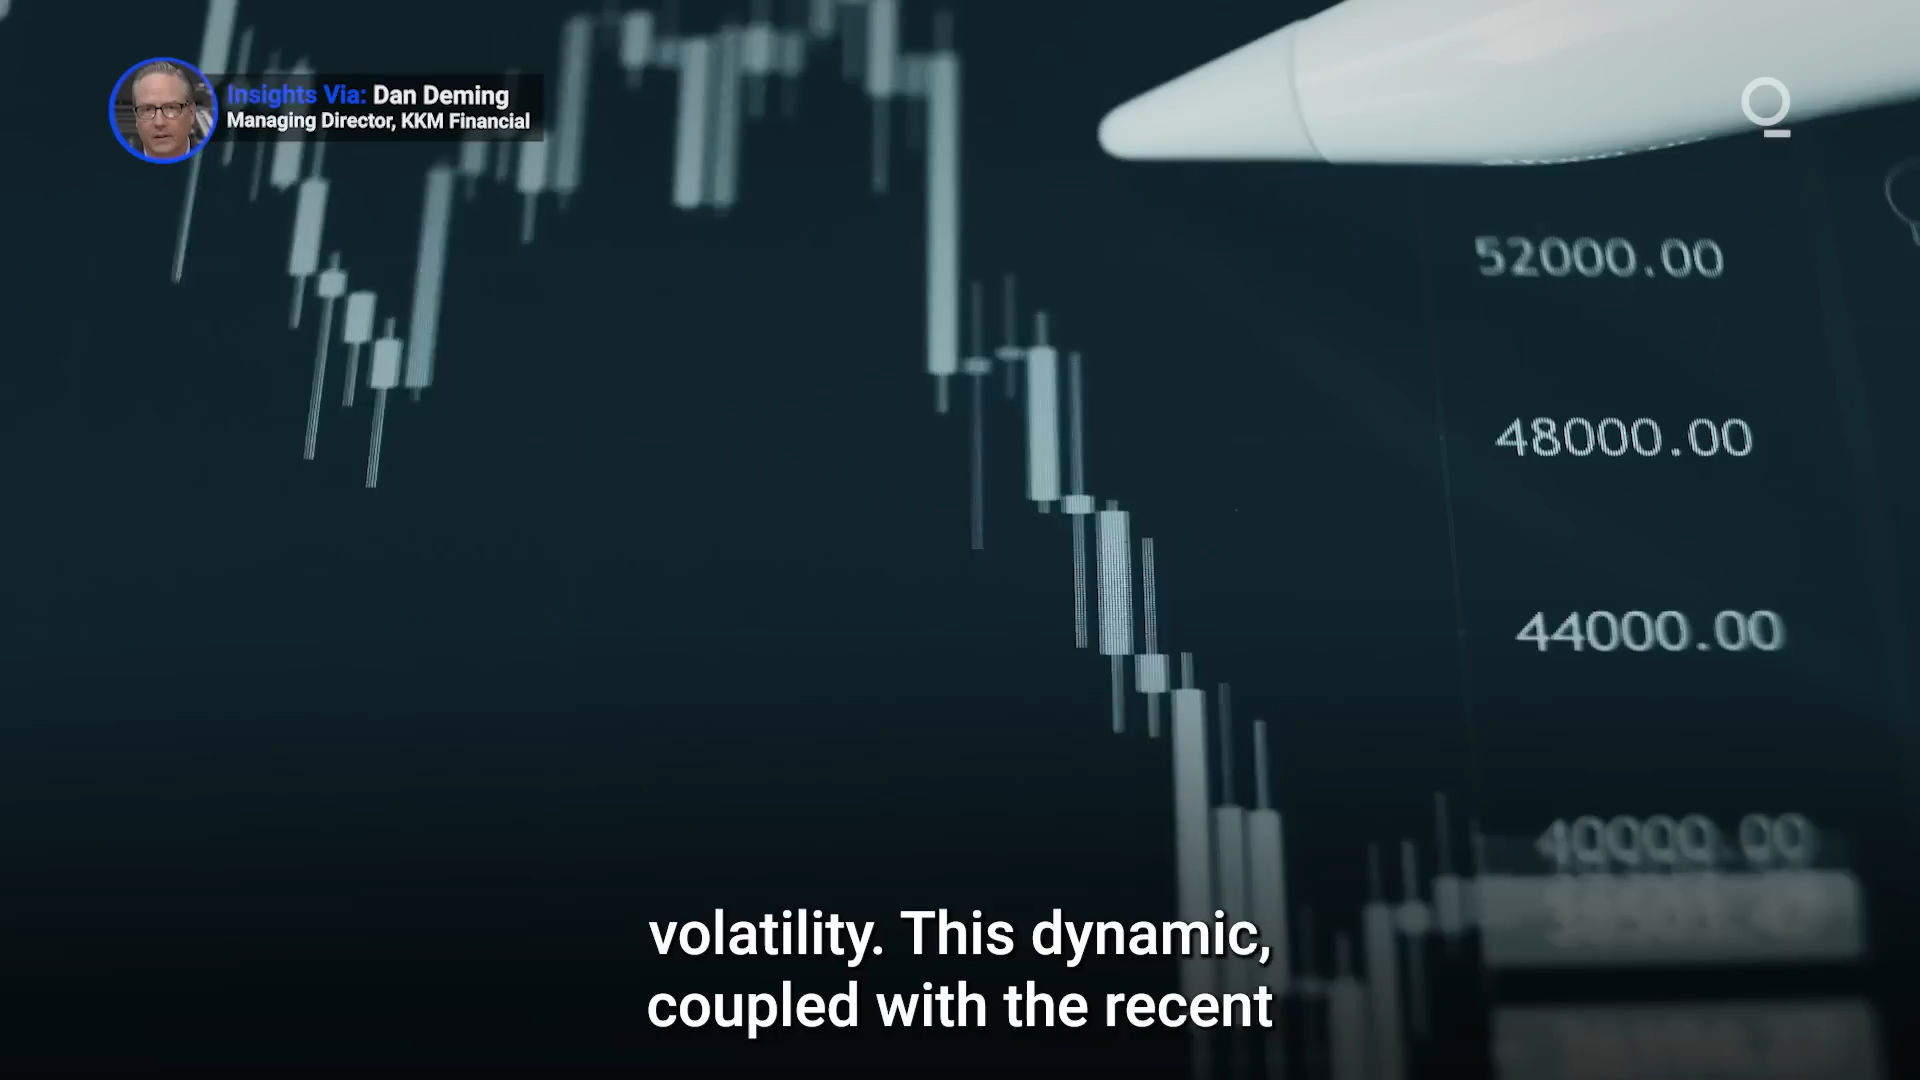 Insights Via: Dan Deming
Managing Director, KKM Financial
52000.00
48000.00
44000.00
40000.00
volatility. This dynamic,
coupled with the recent